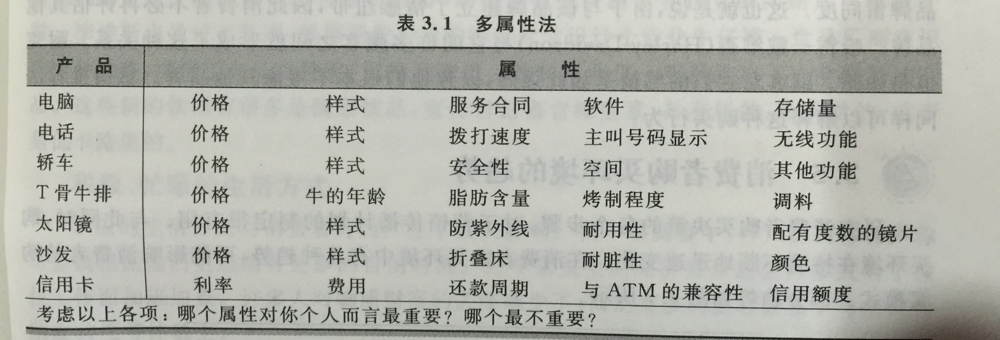 表 3.1 多属性法
产 品 属 性
电脑 价格 样式 服务合同 软件 存储量
电话 价格 样式 拨打速度 主叫号码显示 无线功能
轿车 价格 样式 安全性 空间 其他功能
T 骨牛排 价格 牛的年龄 脂肪含量 烤制程度 调料
太阳镜 价格 样式 防紫外线 耐用性 配有度数的镜片
沙发 价格 样式 折叠床 耐脏性 颜色
信用卡 利率 费用 还款周期 与 ATM 的兼容性 信用额度
考虑以上各项：哪个属性对你个人而言最重要？哪个最不重要？